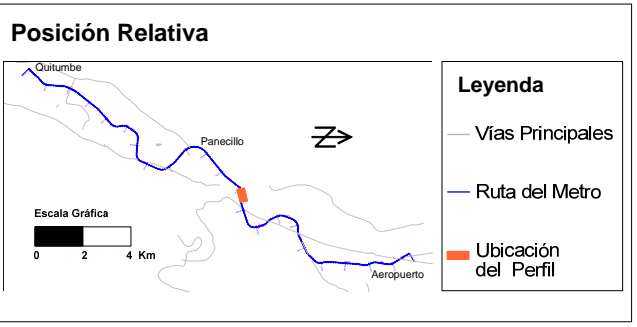 Posición Relativa
Quitumbe
Panecillo
N
Escala Gráfica
0 2 4 Km
Aeropuerto
Leyenda
Vías Principales
Ruta del Metro
Ubicación
del Perfil